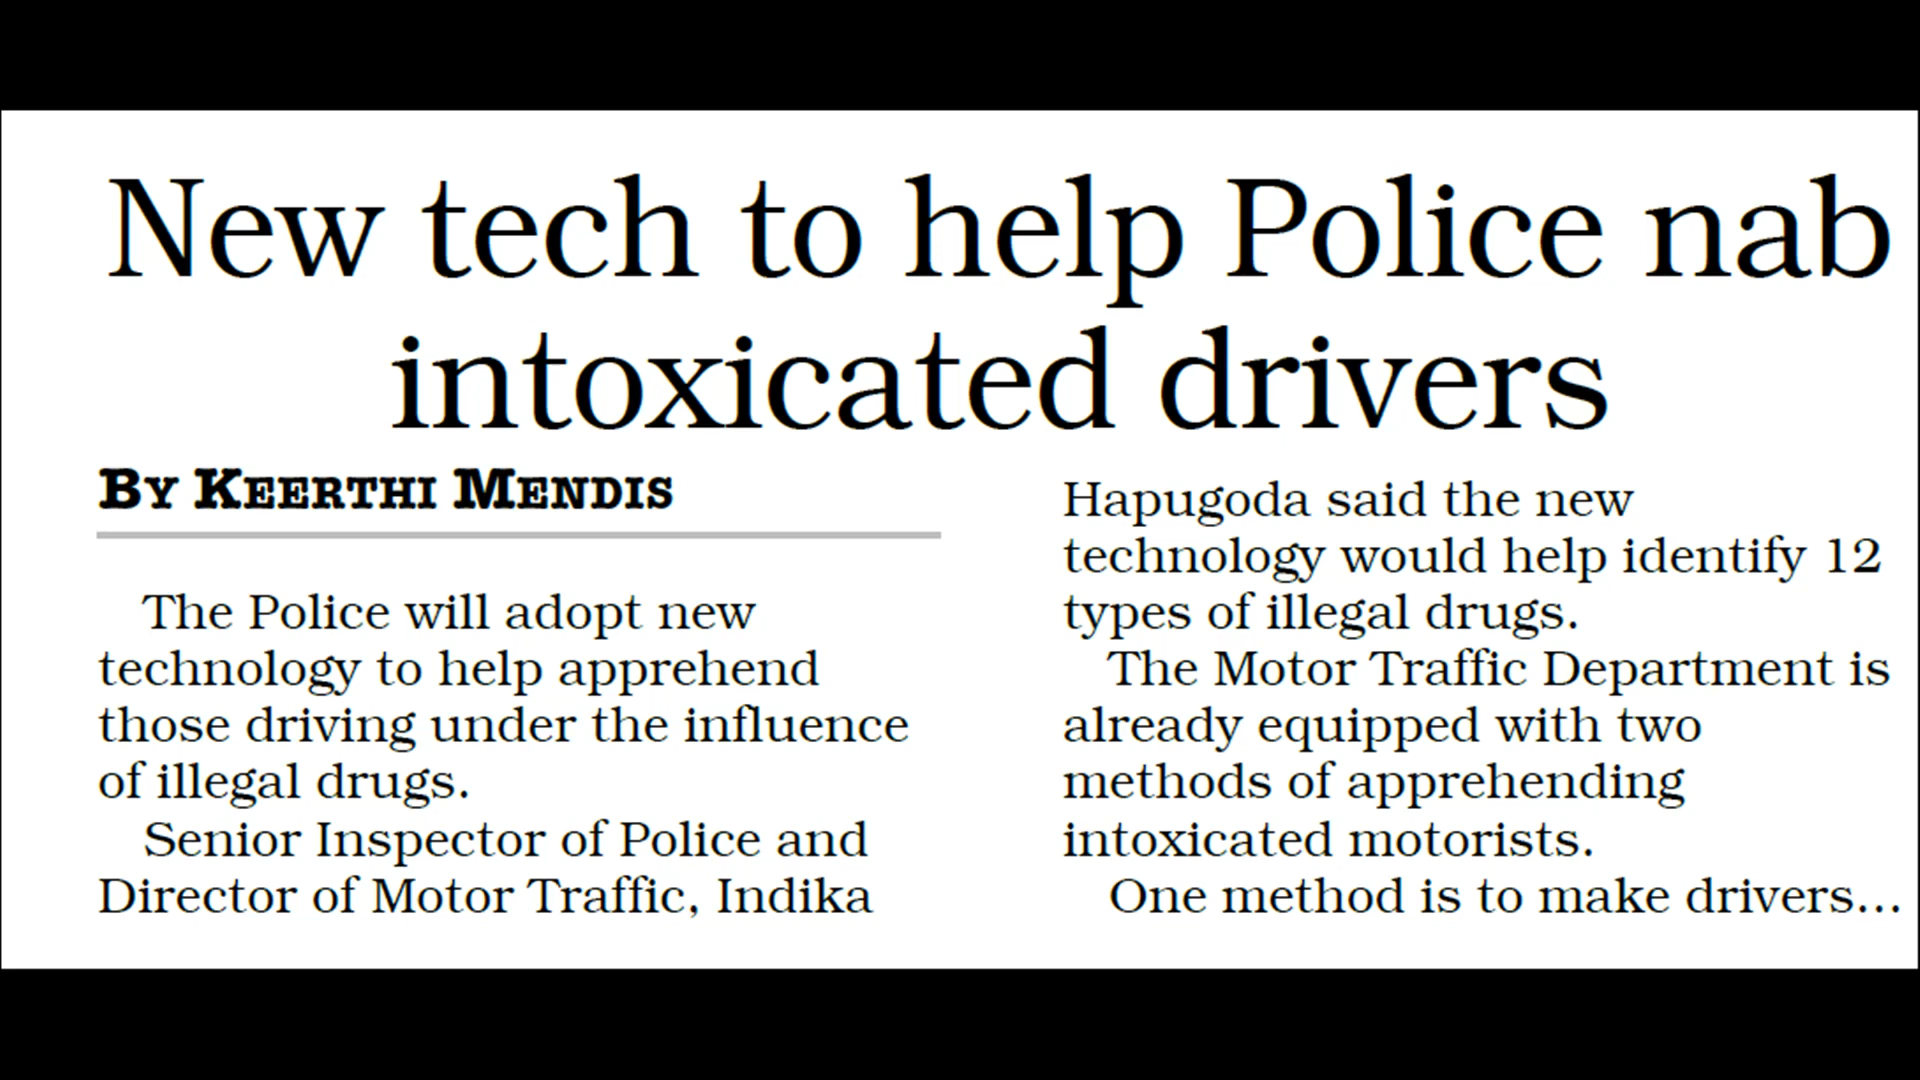 New tech to help Police nab
intoxicated drivers
BY KEERTHI MENDIS
The Police will adopt new
technology to help apprehend
those driving under the influence
of illegal drugs.
Senior Inspector of Police and
Director of Motor Traffic, Indika
Hapugoda said the new
technology would help identify 12
types of illegal drugs.
The Motor Traffic Department is
already equipped with two
methods of apprehending
intoxicated motorists.
One method is to make drivers...